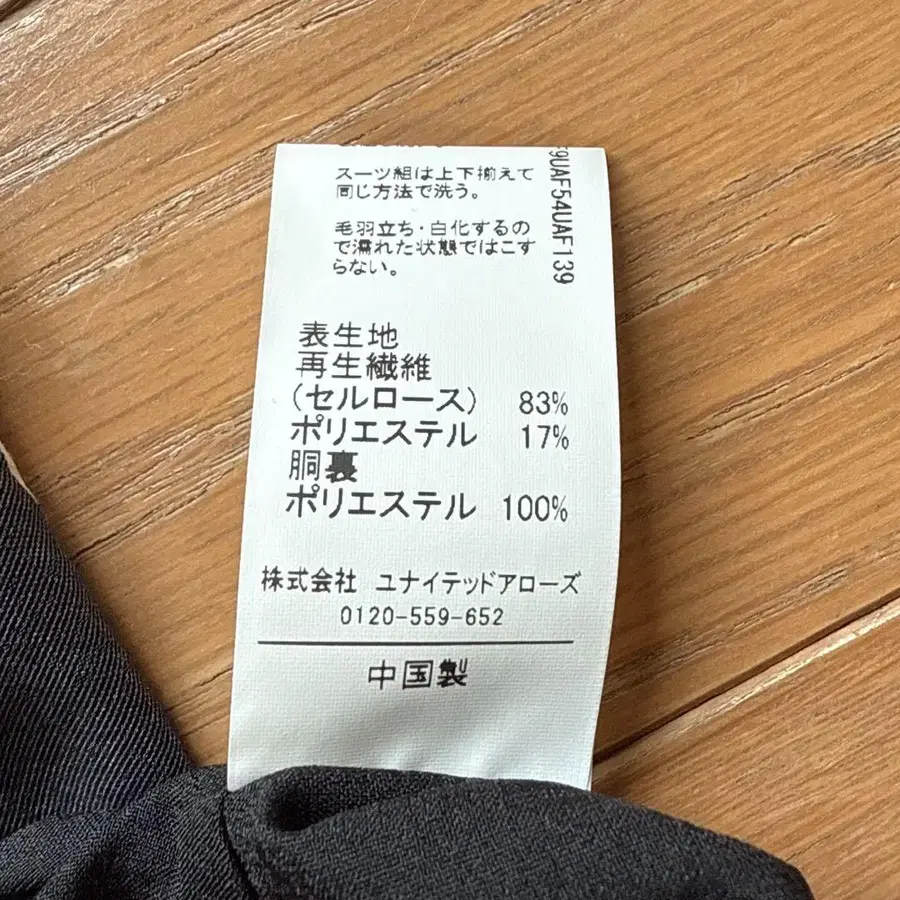 スーツ組は上下揃えて
同じ方法で洗う。
毛羽立ち・白化するの
で濡れた状態ではこす
らない。
9UAF54UAF139
表生地
再生繊維
(セルロース) 83%
ポリエステル 17%
胴裏
ポリエステル 100%
株式会社 ユナイテッドアローズ
0120-559-652
中国製